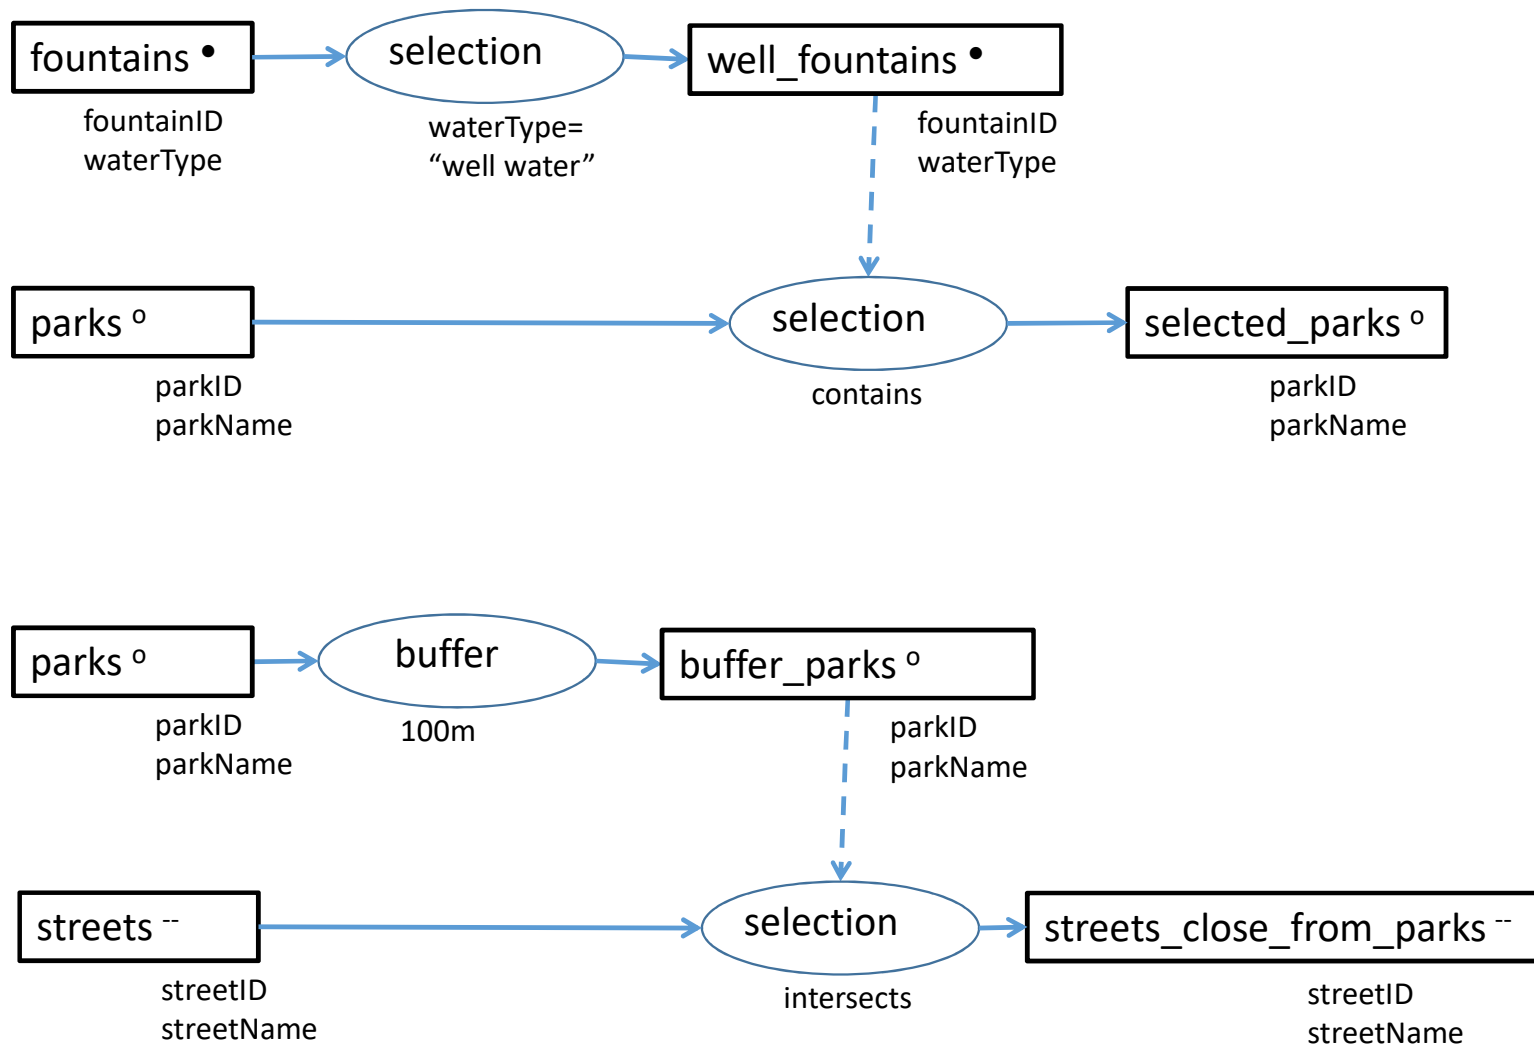 fountains •
selection
well_fountains •
fountainID
waterType
waterType=
“well water”
fountainID
waterType
parks o
selection
selected_parks o
parkID
parkName
contains
parkID
parkName
parks o
buffer
buffer_parks o
parkID
parkName
100m
parkID
parkName
streets --
selection
streets_close_from_parks --
streetID
streetName
intersects
streetID
streetName